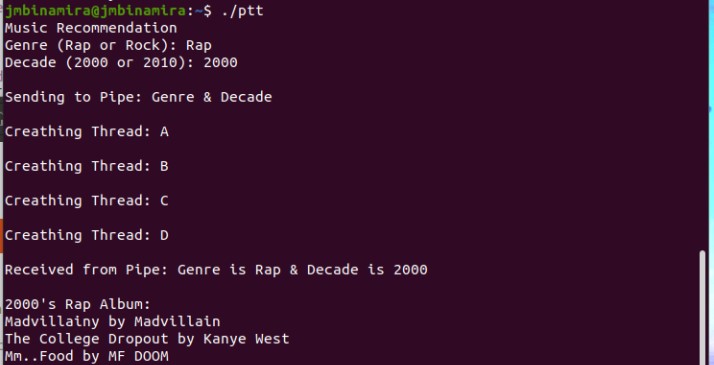 jmbinamira@jmbinamira:~$ ./ptt
Music Recommendation
Genre (Rap or Rock): Rap
Decade (2000 or 2010): 2000
Sending to Pipe: Genre & Decade
Creathing Thread: A
Creathing Thread: B
Creathing Thread: C
Creathing Thread: D
Received from Pipe: Genre is Rap & Decade is 2000
2000's Rap Album:
Madvillainy by Madvillain
The College Dropout by Kanye West
Mm..Food by MF DOOM